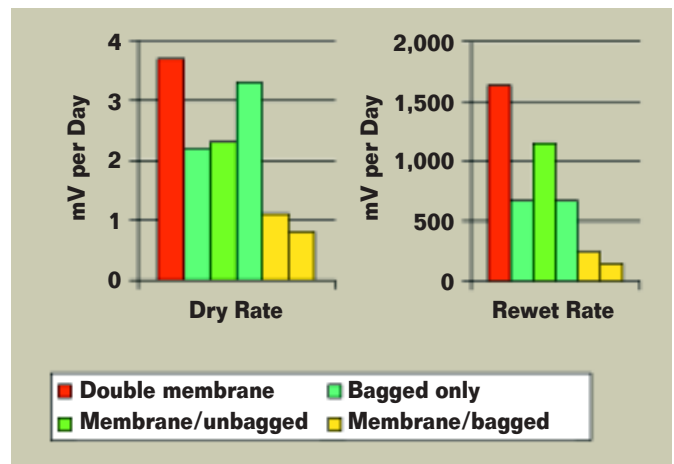 mV per Day
4
3
2
1
0
Dry Rate
mV per Day
2,000
1,500
1,000
500
0
Rewet Rate
Double membrane
Bagged only
Membrane/unbagged
Membrane/bagged